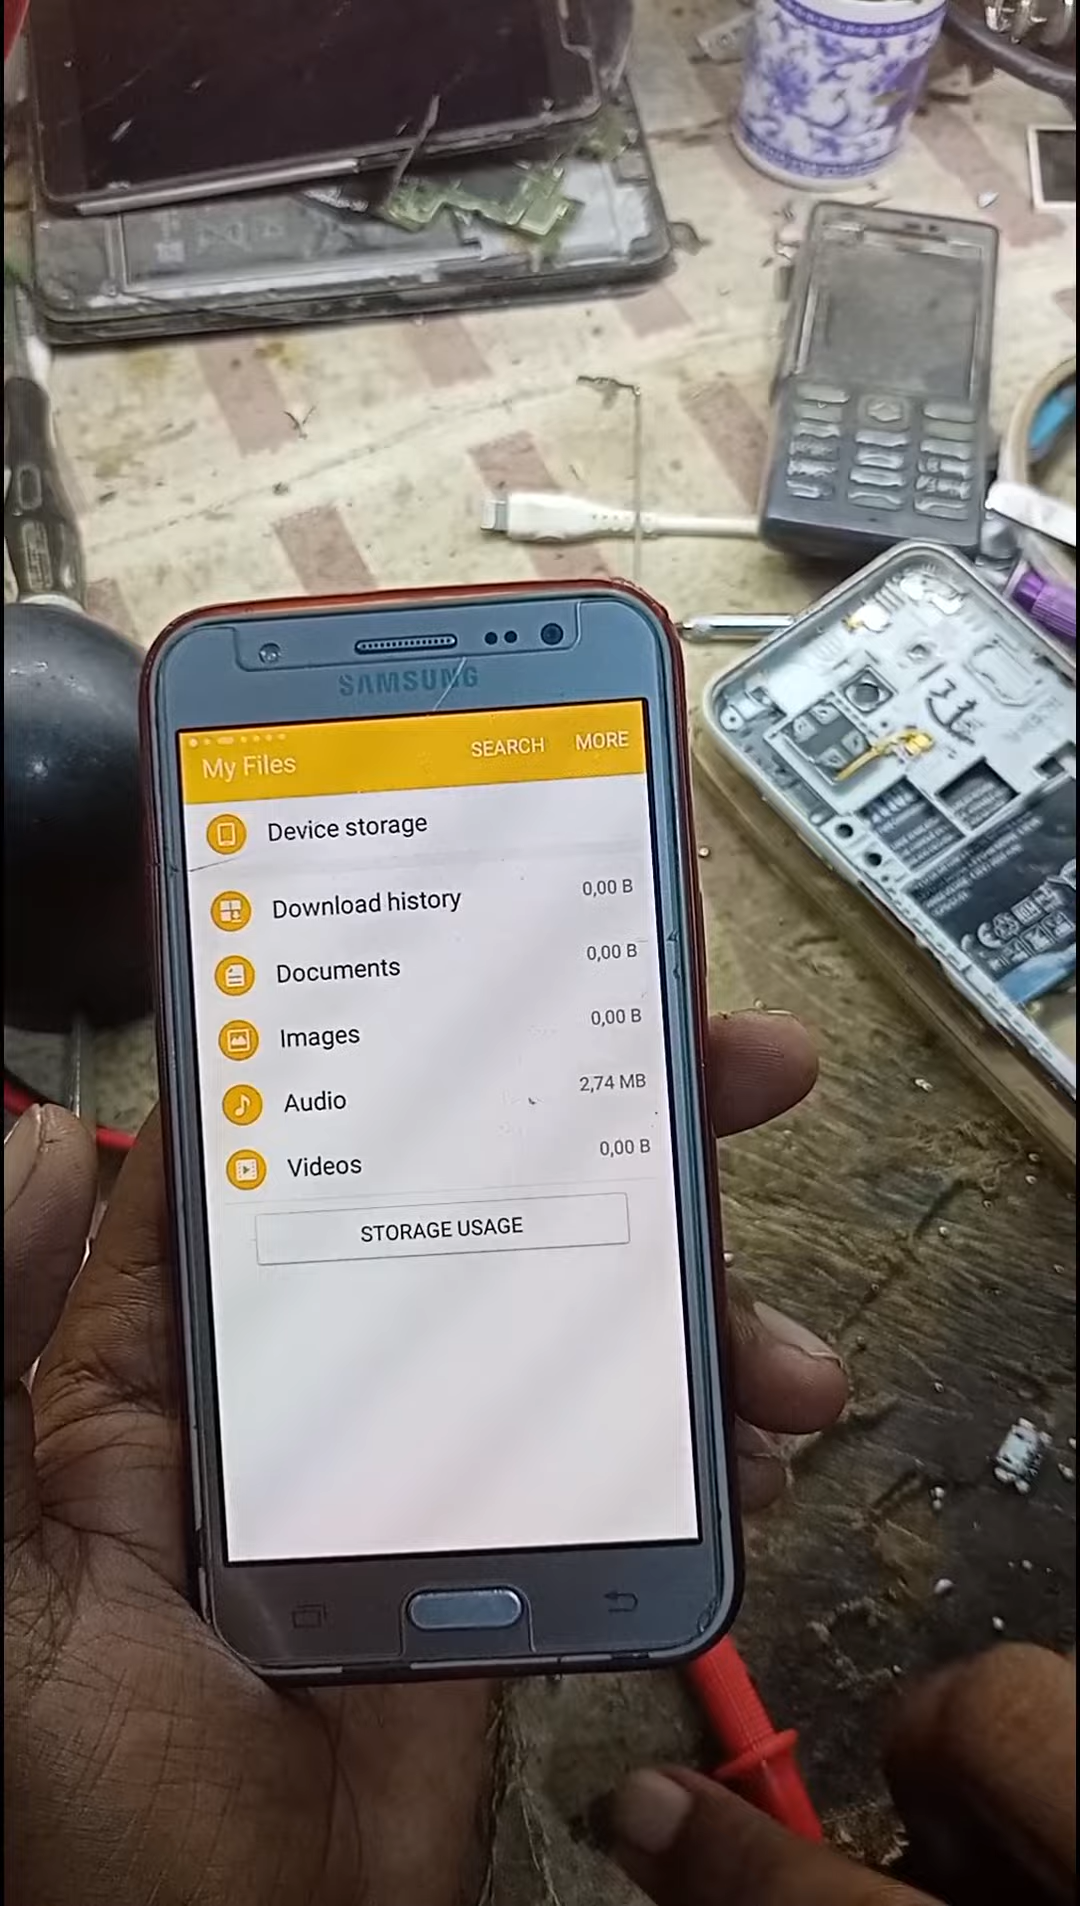 SAMSUNG
My Files
SEARCH
MORE
Device storage
Download history
0,00 B
Documents
0,00 B
Images
0,00 B
Audio
2,74 MB
Videos
0,00 B
STORAGE USAGE